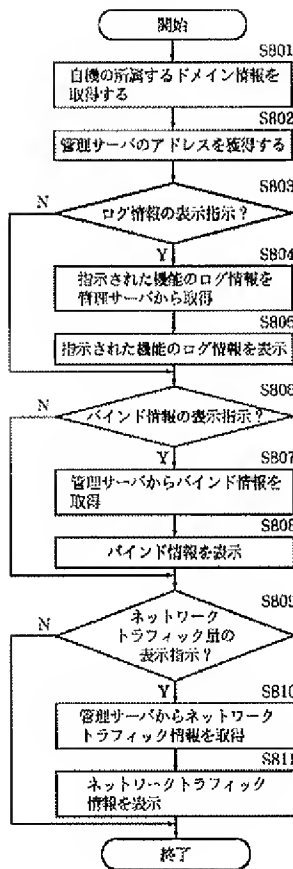 開始
S801
自機の所属するドメイン情報を
取得する
S802
管理サーバのアドレスを獲得する
S803
N
ログ情報の表示指示？
Y
S804
指示された機能のログ情報を
管理サーバから取得
S805
指示された機能のログ情報を表示
S806
N
バインド情報の表示指示？
Y
S807
管理サーバからバインド情報を
取得
S808
バインド情報を表示
S809
N
ネットワーク
トラフィック量の
表示指示？
Y
S810
管理サーバからネットワーク
トラフィック情報を取得
S811
ネットワークトラフィック
情報を表示
終了